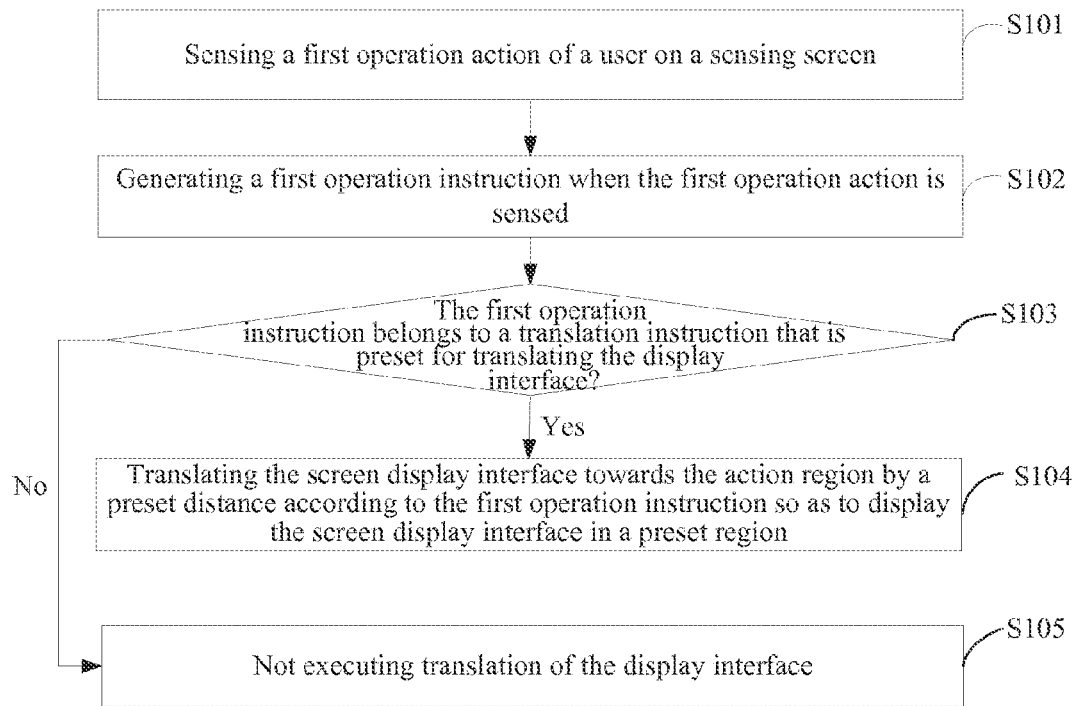 S101
Sensing a first operation action of a user on a sensing screen
Generating a first operation instruction when the first operation action is
sensed
S102
The first operation
instruction belongs to a translation instruction that is
preset for translating the display
interface?
S103
Yes
No
Translating the screen display interface towards the action region by a
preset distance according to the first operation instruction so as to display
the screen display interface in a preset region
S104
S105
Not executing translation of the display interface